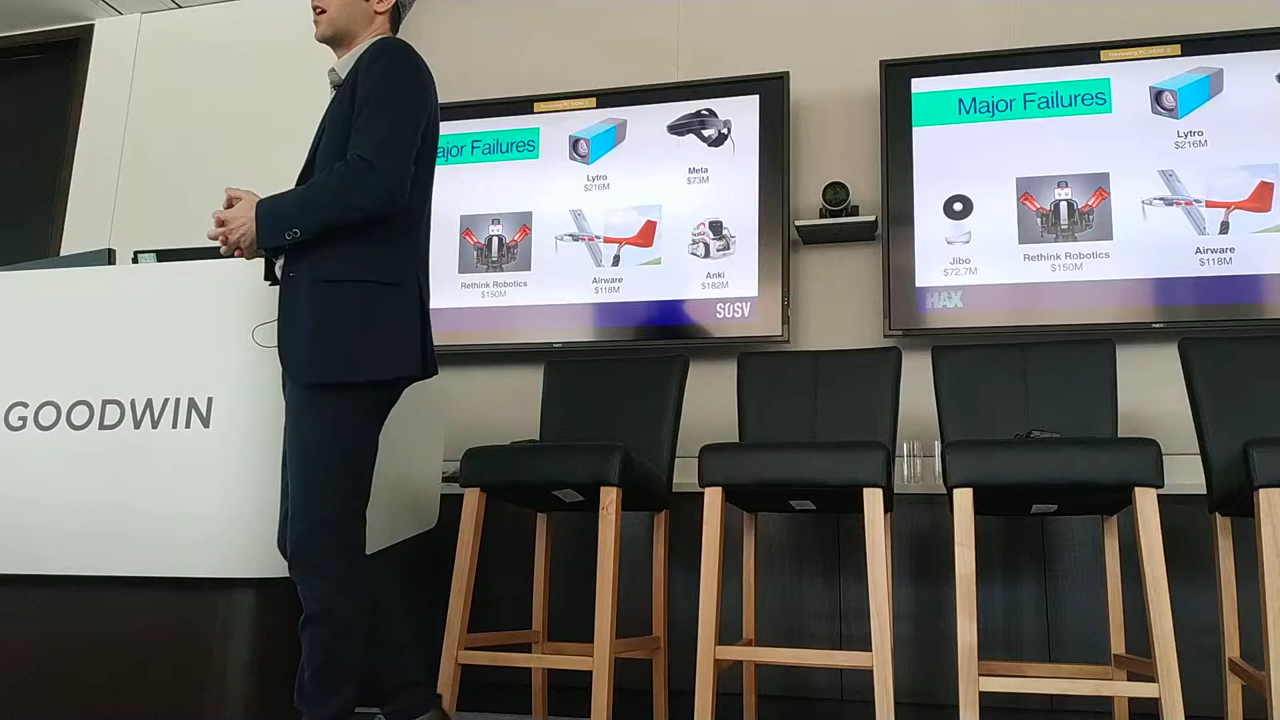 GOODWIN
ajor Failures
Lytro
$216M
Meta
$73M
Rethink Robotics
$150M
Airware
$118M
Anki
$182M
SOSV
Major Failures
Lytro
$216M
Jibo
$72.7M
Rethink Robotics
$150M
Airware
$118M
HAX